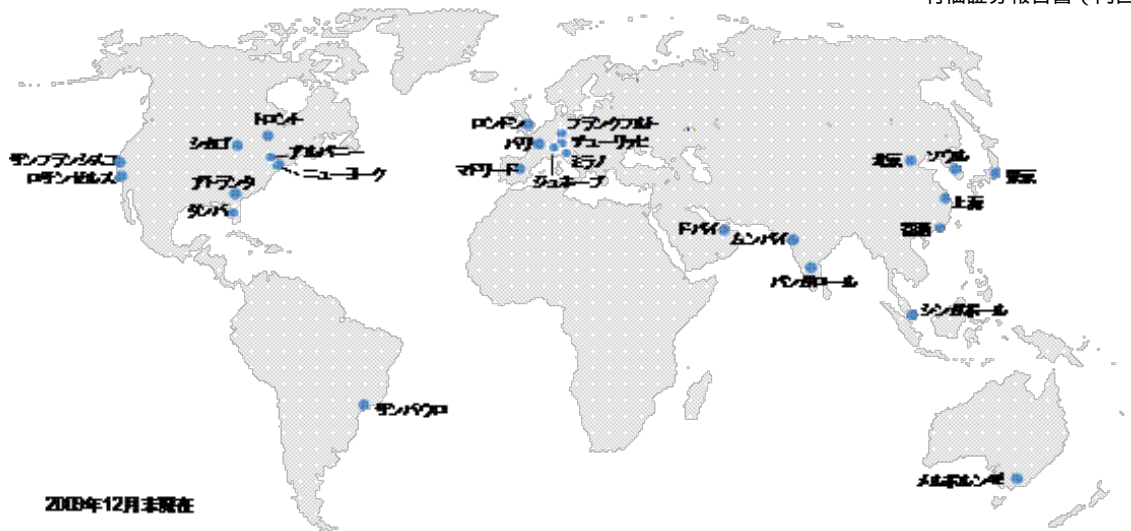 有価証券報告書(内国
トロント
シカゴ
アルバニー
ニューヨーク
サンフランシスコ
ロサンゼルス
アトランタ
タンパ
ロンドン
フランクフルト
パリ
チューリッヒ
ミラノ
マドリード
ジュネーブ
北京
ソウル
東京
上海
香港
ドバイ
ムンバイ
バンガロール
シンガポール
サンパウロ
2009年12月末現在